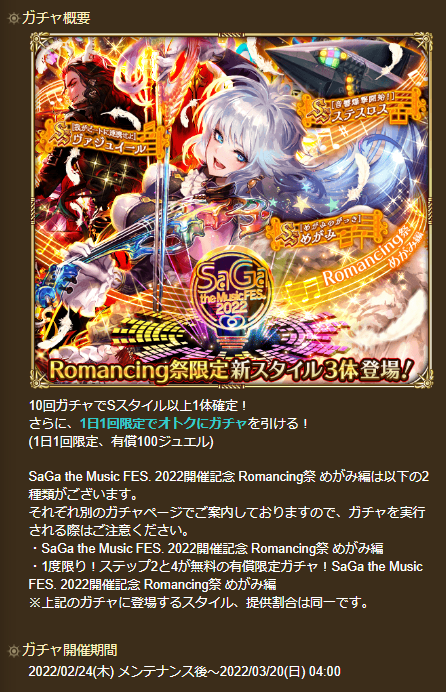 ガチャ概要
[音響爆撃開始!]
ステスロス
ヴァジュイール
[めがみのがっき]
めがみ
Romancing祭
めがみ編
SaGa
the Music FES.
2022
Romancing祭限定新スタイル3体登場!
10回ガチャでSスタイル以上1体確定!
さらに、1日1回限定でオトクにガチャを引ける!
(1日1回限定、有償100ジュエル)
SaGa the Music FES. 2022開催記念 Romancing祭 めがみ編は以下の2
種類がございます。
それぞれ別のガチャページでご案内しておりますので、ガチャを実行
される際はご注意ください。
・SaGa the Music FES. 2022開催記念 Romancing祭 めがみ編
・1度限り!ステップ2と4が無料の有償限定ガチャ!SaGa the Music
FES. 2022開催記念 Romancing祭 めがみ編
※上記のガチャに登場するスタイル、提供割合は同一です。
ガチャ開催期間
2022/02/24(木) メンテナンス後～2022/03/20(日) 04:00